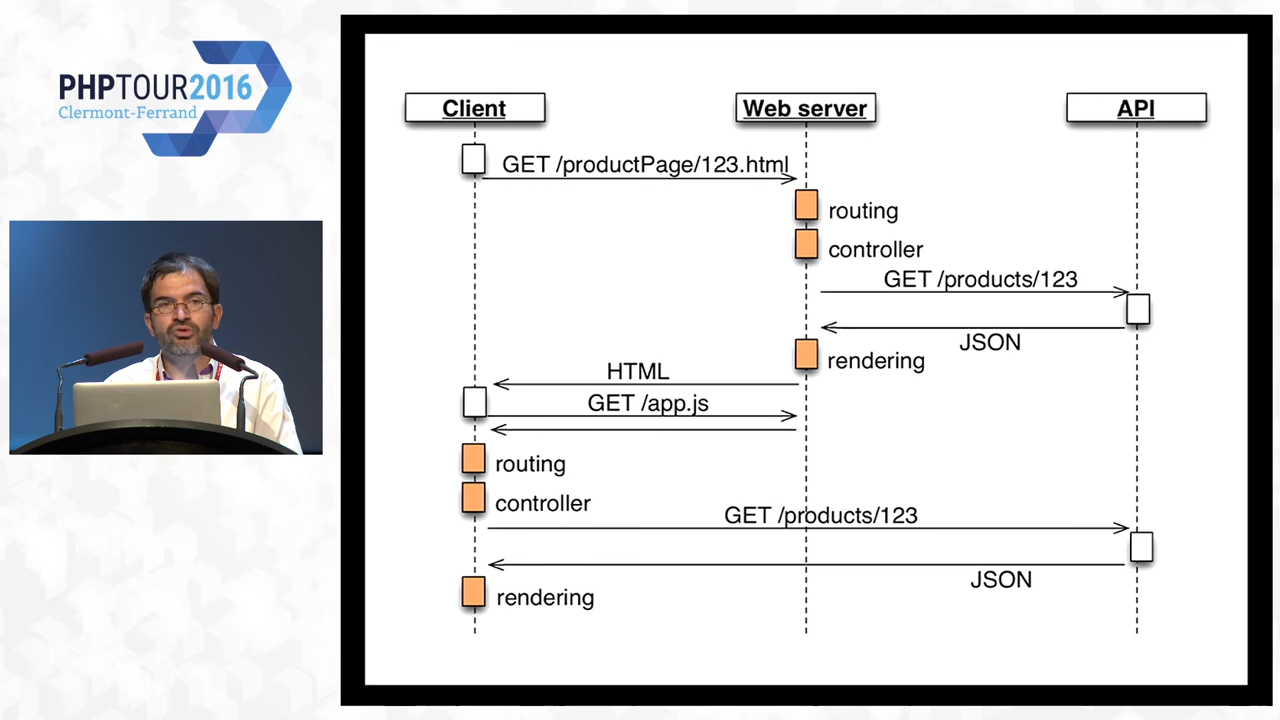 PHPTOUR2016
Clermont-Ferrand
Client
Web server
API
GET /productPage/123.html
routing
controller
GET /products/123
JSON
rendering
HTML
GET /app.js
routing
controller
GET /products/123
JSON
rendering